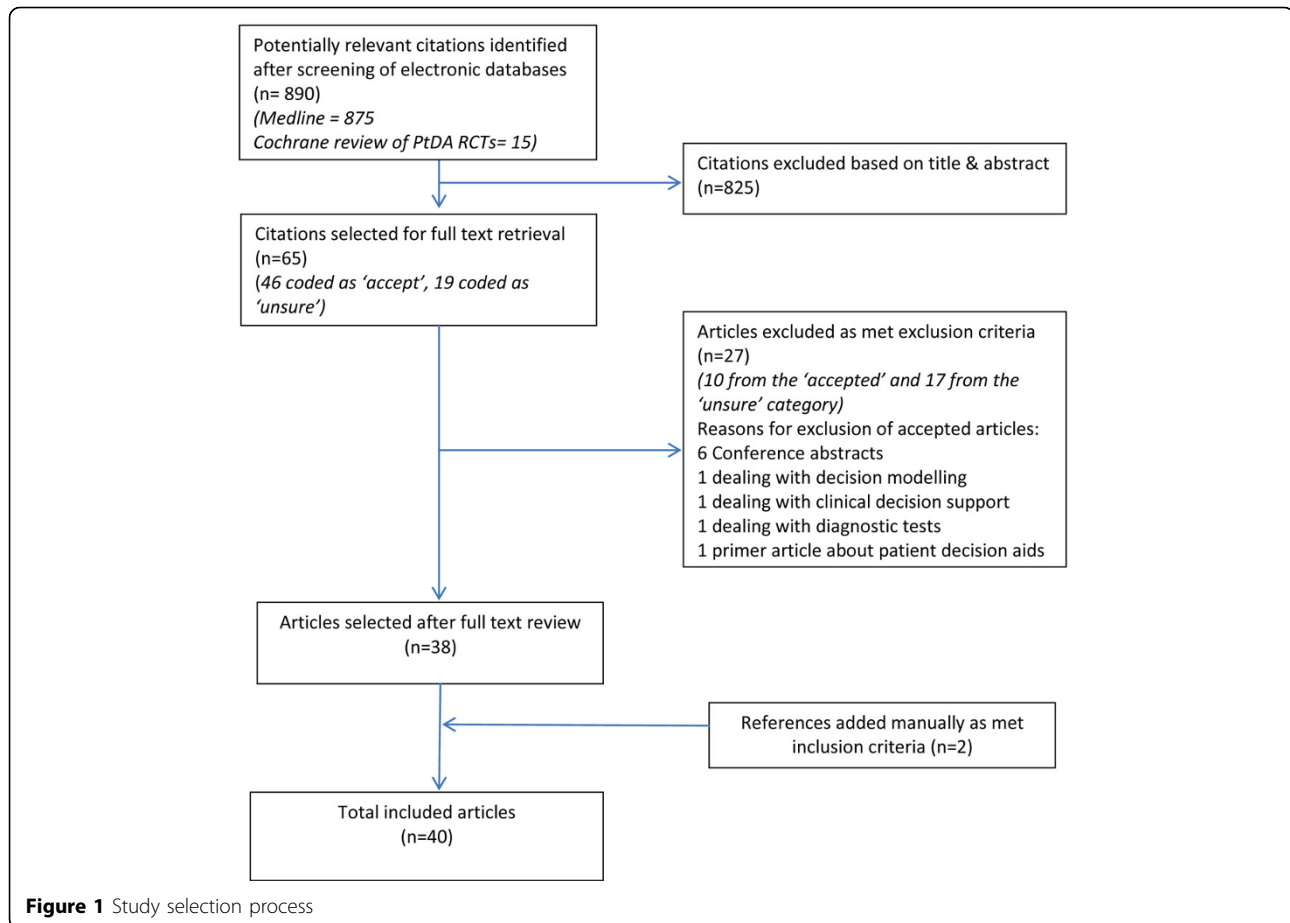 Potentially relevant citations identified
after screening of electronic databases
(n= 890)
(Medline = 875
Cochrane review of PtDA RCTs= 15)
Citations excluded based on title & abstract
(n=825)
Citations selected for full text retrieval
(n=65)
(46 coded as ‘accept’, 19 coded as
‘unsure’)
Articles excluded as met exclusion criteria
(n=27)
(10 from the ‘accepted’ and 17 from the
‘unsure’ category)
Reasons for exclusion of accepted articles:
6 Conference abstracts
1 dealing with decision modelling
1 dealing with clinical decision support
1 dealing with diagnostic tests
1 primer article about patient decision aids
Articles selected after full text review
(n=38)
References added manually as met
inclusion criteria (n=2)
Total included articles
(n=40)
Figure 1 Study selection process